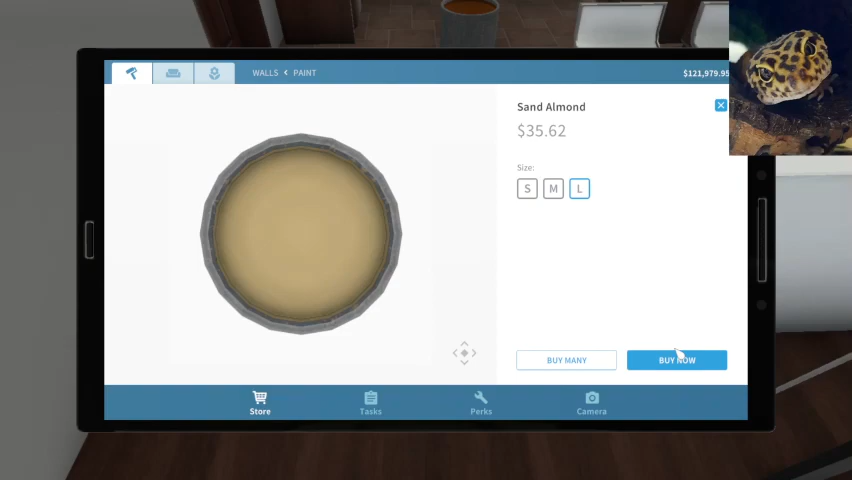 WALLS < PAINT
$121,979.95
Sand Almond
$35.62
Size:
S M L
BUY MANY
BUY NOW
Store
Tasks
Perks
Camera